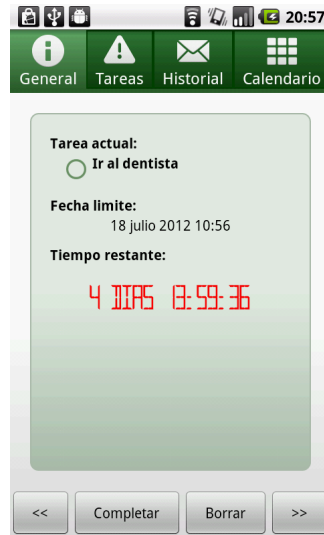 20:57
General Tareas Historial Calendario
Tarea actual:
Ir al dentista
Fecha limite:
18 julio 2012 10:56
Tiempo restante:
4 DIAS 13:59:36
<< Completar Borrar >>